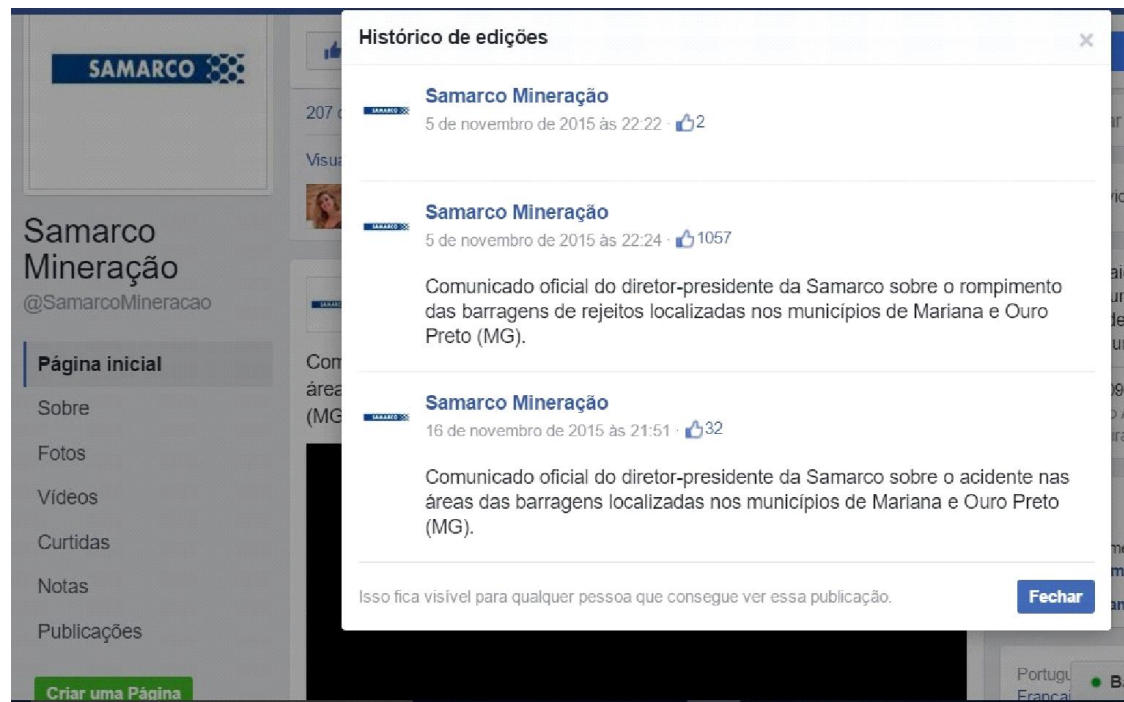 SAMARCO
Samarco
Mineração
@SamarcoMineracao
Página inicial
Sobre
Fotos
Vídeos
Curtidas
Notas
Publicações
Criar uma Página
207
(MG
Histórico de edições
SAMARCO
Samarco Mineração
5 de novembro de 2015 às 22:22 · 2
SAMARCO
Samarco Mineração
5 de novembro de 2015 às 22:24 · 1057
Comunicado oficial do diretor-presidente da Samarco sobre o rompimento
das barragens de rejeitos localizadas nos municípios de Mariana e Ouro
Preto (MG).
SAMARCO
Samarco Mineração
16 de novembro de 2015 às 21:51 · 32
Comunicado oficial do diretor-presidente da Samarco sobre o acidente nas
áreas das barragens localizadas nos municípios de Mariana e Ouro Preto
(MG).
Isso fica visível para qualquer pessoa que consegue ver essa publicação.
Fechar